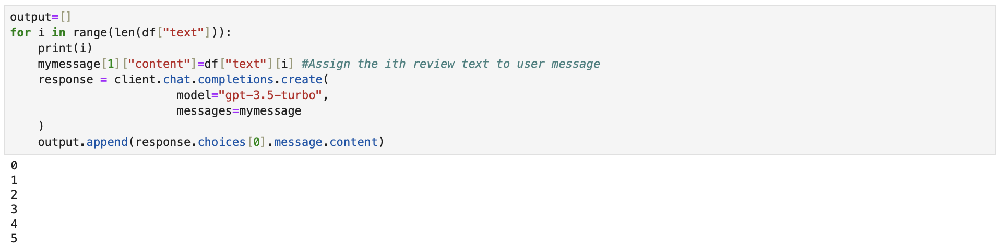 output=[]
for i in range(len(df["text"])):
    print(i)
    mymessage[1]["content"]=df["text"][i] #Assign the ith review text to user message
    response = client.chat.completions.create(
                        model="gpt-3.5-turbo",
                        messages=mymessage
    )
    output.append(response.choices[0].message.content)
0
1
2
3
4
5